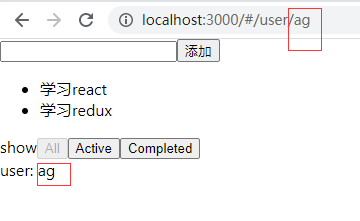 localhost:3000/#/user/ag
添加
学习react
学习redux
show All Active Completed
user: ag